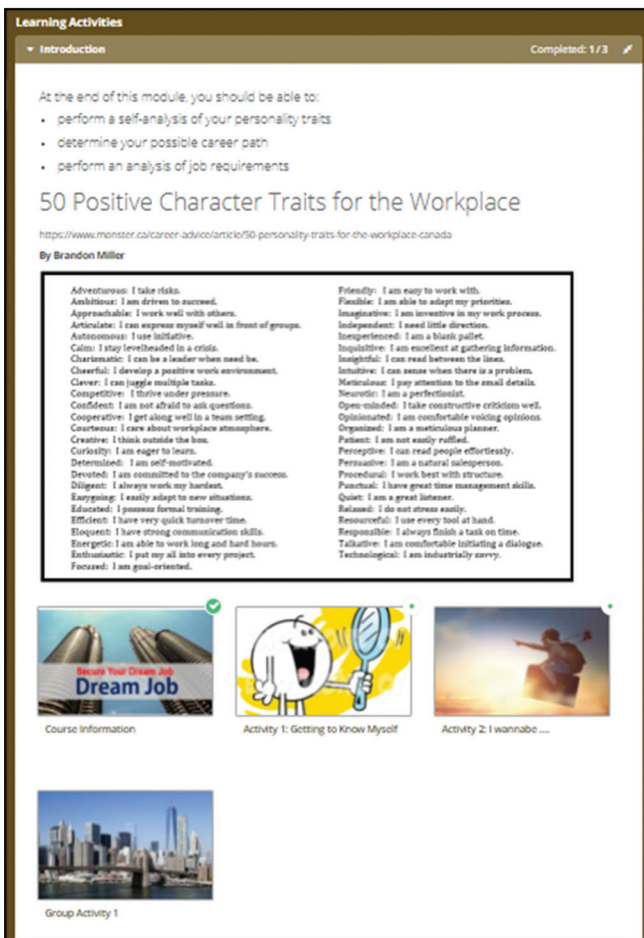 Learning Activities
Introduction
Completed: 1/3
At the end of this module, you should be able to:
• perform a self-analysis of your personality traits
• determine your possible career path
• perform an analysis of job requirements
50 Positive Character Traits for the Workplace
https://www.monster.ca/career-advice/article/50-personality-traits-for-the-workplace-canada
By Brandon Miller
Adventurous: I take risks.
Ambitious: I am driven to succeed.
Approachable: I work well with others.
Articulate: I can express myself well in front of groups.
Autonomous: I use initiative.
Calm: I stay levelheaded in a crisis.
Charismatic: I can be a leader when need be.
Cheerful: I develop a positive work environment.
Clever: I can juggle multiple tasks.
Competitive: I thrive under pressure.
Confident: I am not afraid to ask questions.
Cooperative: I get along well in a team setting.
Courteous: I care about workplace atmosphere.
Creative: I think outside the box.
Curiosity: I am eager to learn.
Determined: I am self-motivated.
Devoted: I am committed to the company's success.
Diligent: I always work my hardest.
Easygoing: I easily adapt to new situations.
Educated: I possess formal training.
Efficient: I have very quick turnover time.
Eloquent: I have strong communication skills.
Energetic: I am able to work long and hard hours.
Enthusiastic: I put my all into every project.
Focused: I am goal-oriented.
Friendly: I am easy to work with.
Flexible: I am able to adapt my priorities.
Imaginative: I am inventive in my work process.
Independent: I need little direction.
Inexperienced: I am a blank pallet.
Inquisitive: I am excellent at gathering information.
Insightful: I can read between the lines.
Intuitive: I can sense when there is a problem.
Meticulous: I pay attention to the small details.
Neurotic: I am a perfectionist.
Open-minded: I take constructive criticism well.
Opinionated: I am comfortable voicing opinions.
Organized: I am a meticulous planner.
Patient: I am not easily ruffled.
Perceptive: I can read people effortlessly.
Persuasive: I am a natural salesperson.
Procedural: I work best with structure.
Punctual: I have great time management skills.
Quiet: I am a great listener.
Relaxed: I do not stress easily.
Resourceful: I use every tool at hand.
Responsible: I always finish a task on time.
Talkative: I am comfortable initiating a dialogue.
Technological: I am industrially savvy.
Secure Your Dream Job
Dream Job
Course Information
Activity 1: Getting to Know Myself
Activity 2: I wannabe ....
Group Activity 1